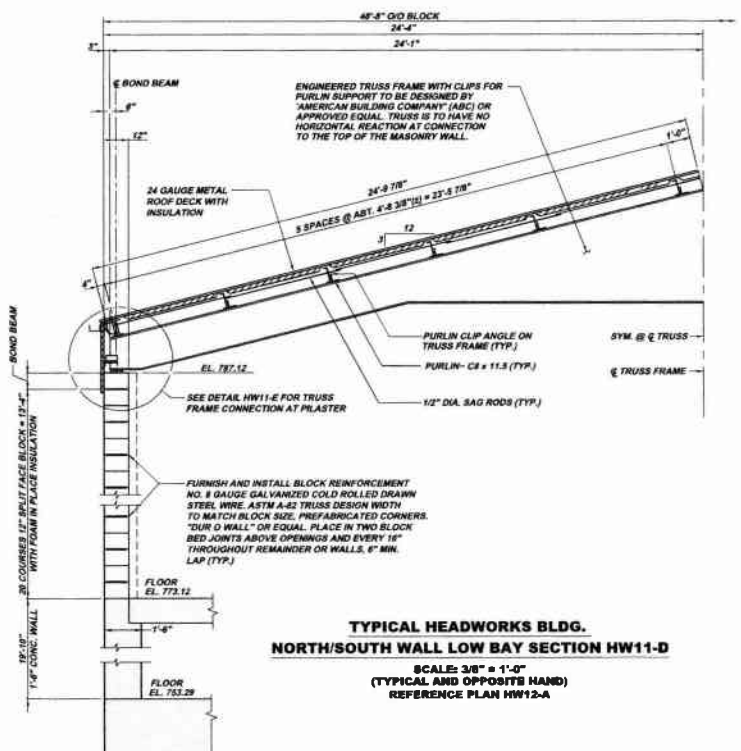 48'-8" O/O BLOCK
24'-4"
3"
24'-1"
℄ BOND BEAM
6"
12"
ENGINEERED TRUSS FRAME WITH CLIPS FOR
PURLIN SUPPORT TO BE DESIGNED BY
"AMERICAN BUILDING COMPANY" (ABC) OR
APPROVED EQUAL. TRUSS IS TO HAVE NO
HORIZONTAL REACTION AT CONNECTION
TO THE TOP OF THE MASONRY WALL.
1'-0"
24'-9 7/8"
5 SPACES @ ABT. 4'-8 3/8"(±) = 23'-5 7/8"
24 GAUGE METAL
ROOF DECK WITH
INSULATION
12
3
4"
BOND BEAM
PURLIN CLIP ANGLE ON
TRUSS FRAME (TYP.)
SYM. @ ℄ TRUSS
PURLIN- C8 x 11.5 (TYP.)
℄ TRUSS FRAME
EL. 787.12
1/2" DIA. SAG RODS (TYP.)
SEE DETAIL HW11-E FOR TRUSS
FRAME CONNECTION AT PILASTER
20 COURSES 12" SPLIT FACE BLOCK = 13'-4"
WITH FOAM IN PLACE INSULATION
FURNISH AND INSTALL BLOCK REINFORCEMENT
NO. 8 GAUGE GALVANIZED COLD ROLLED DRAWN
STEEL WIRE. ASTM A-82 TRUSS DESIGN WIDTH
TO MATCH BLOCK SIZE, PREFABRICATED CORNERS.
"DUR O WALL" OR EQUAL. PLACE IN TWO BLOCK
BED JOINTS ABOVE OPENINGS AND EVERY 16"
THROUGHOUT REMAINDER OR WALLS, 6" MIN.
LAP (TYP.)
FLOOR
EL. 773.12
1'-6"
19'-10"
1'-6" CONC. WALL
FLOOR
EL. 753.29
TYPICAL HEADWORKS BLDG.
NORTH/SOUTH WALL LOW BAY SECTION HW11-D
SCALE: 3/8" = 1'-0"
(TYPICAL AND OPPOSITE HAND)
REFERENCE PLAN HW12-A